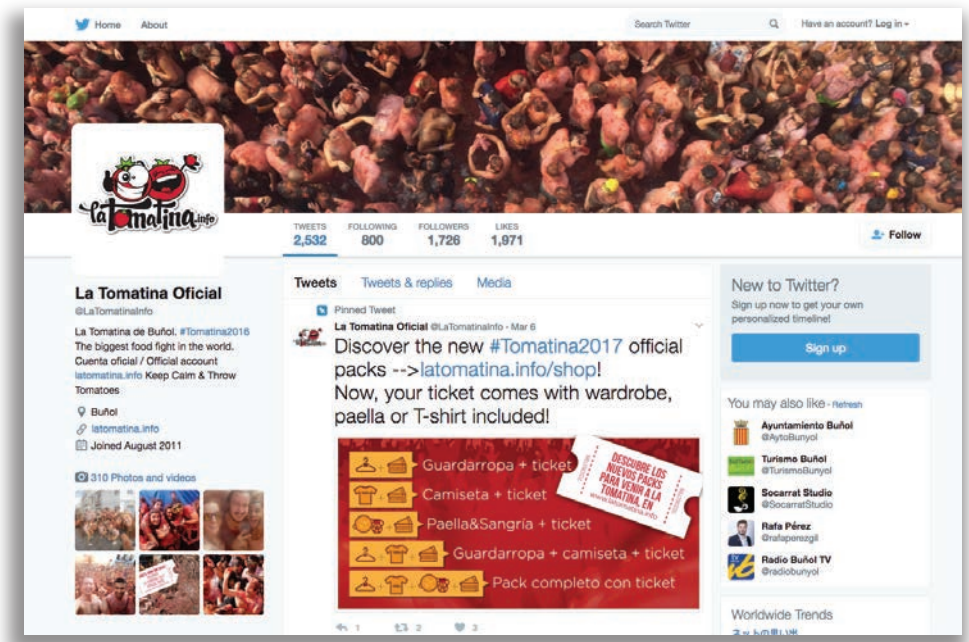 Home About
Search Twitter
Have an account? Log in
la Tomatina.info
TWEETS FOLLOWING FOLLOWERS LIKES
2,532 800 1,726 1,971
Follow
La Tomatina Oficial
@LaTomatinaInfo
La Tomatina de Buñol. #Tomatina2016
The biggest food fight in the world.
Cuenta oficial / Official account
latomatina.info Keep Calm & Throw
Tomatoes
Buñol
latomatina.info
Joined August 2011
310 Photos and videos
Tweets Tweets & replies Media
Pinned Tweet
La Tomatina Oficial @LaTomatinaInfo · Mar 6
Discover the new #Tomatina2017 official
packs -->latomatina.info/shop!
Now, your ticket comes with wardrobe,
paella or T-shirt included!
DESCUBRE LOS
NUEVOS PACKS
PARA VENIR A LA
TOMATINA, EN
www.latomatina.info
Guardarropa + ticket
Camiseta + ticket
Paella&Sangría + ticket
Guardarropa + camiseta + ticket
Pack completo con ticket
1 2 3
New to Twitter?
Sign up now to get your own
personalized timeline!
Sign up
You may also like · Refresh
Ayuntamiento Buñol
@AytoBunyol
Turismo Buñol
@TurismoBunyol
Socarrat Studio
@SocarratStudio
Rafa Pérez
@rafaperezgil
Radio Buñol TV
@radiobunyol
Worldwide Trends